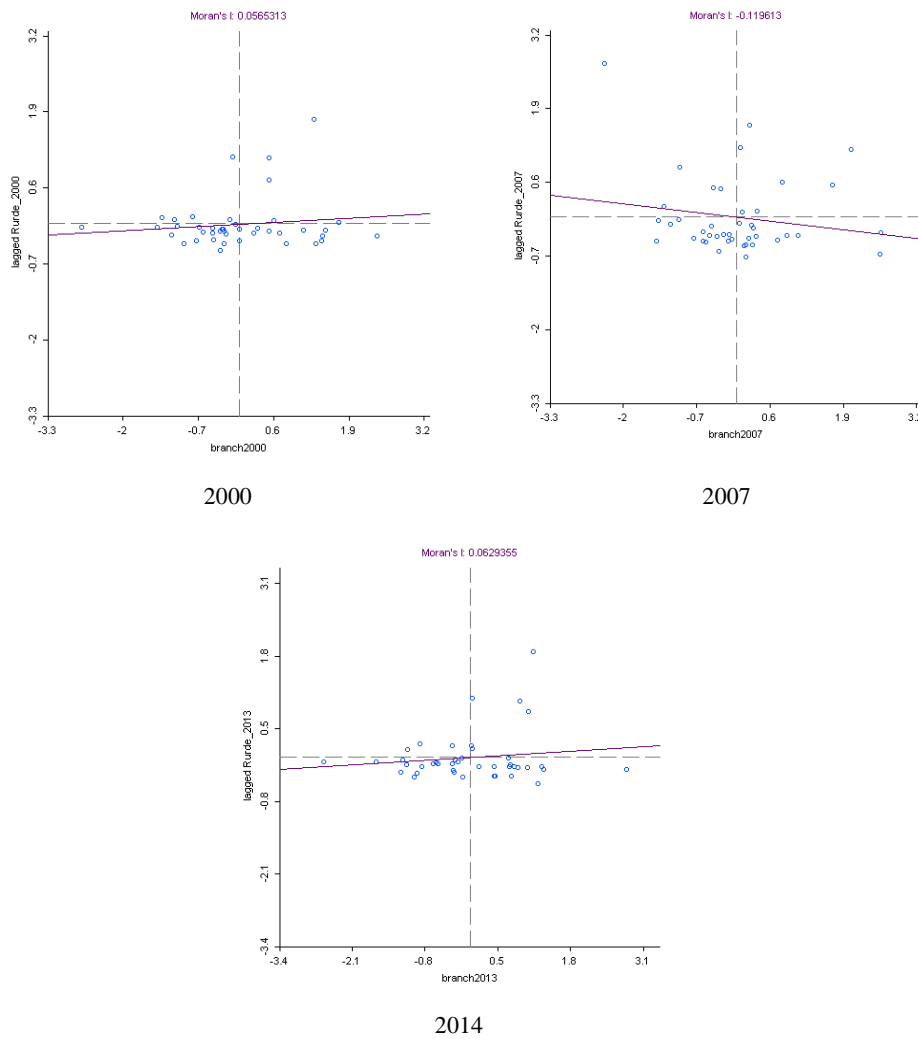 Moran's I: 0.0565313
3.2
1.9
0.6
-0.7
-2
-3.3
lagged Rurde_2000
-3.3 -2 -0.7 0.6 1.9 3.2
branch2000
2000
Moran's I: -0.119613
3.2
1.9
0.6
-0.7
-2
-3.3
lagged Rurde_2007
-3.3 -2 -0.7 0.6 1.9 3.2
branch2007
2007
Moran's I: 0.0629355
3.1
1.8
0.5
-0.8
-2.1
-3.4
lagged Rurde_2013
-3.4 -2.1 -0.8 0.5 1.8 3.1
branch2013
2014